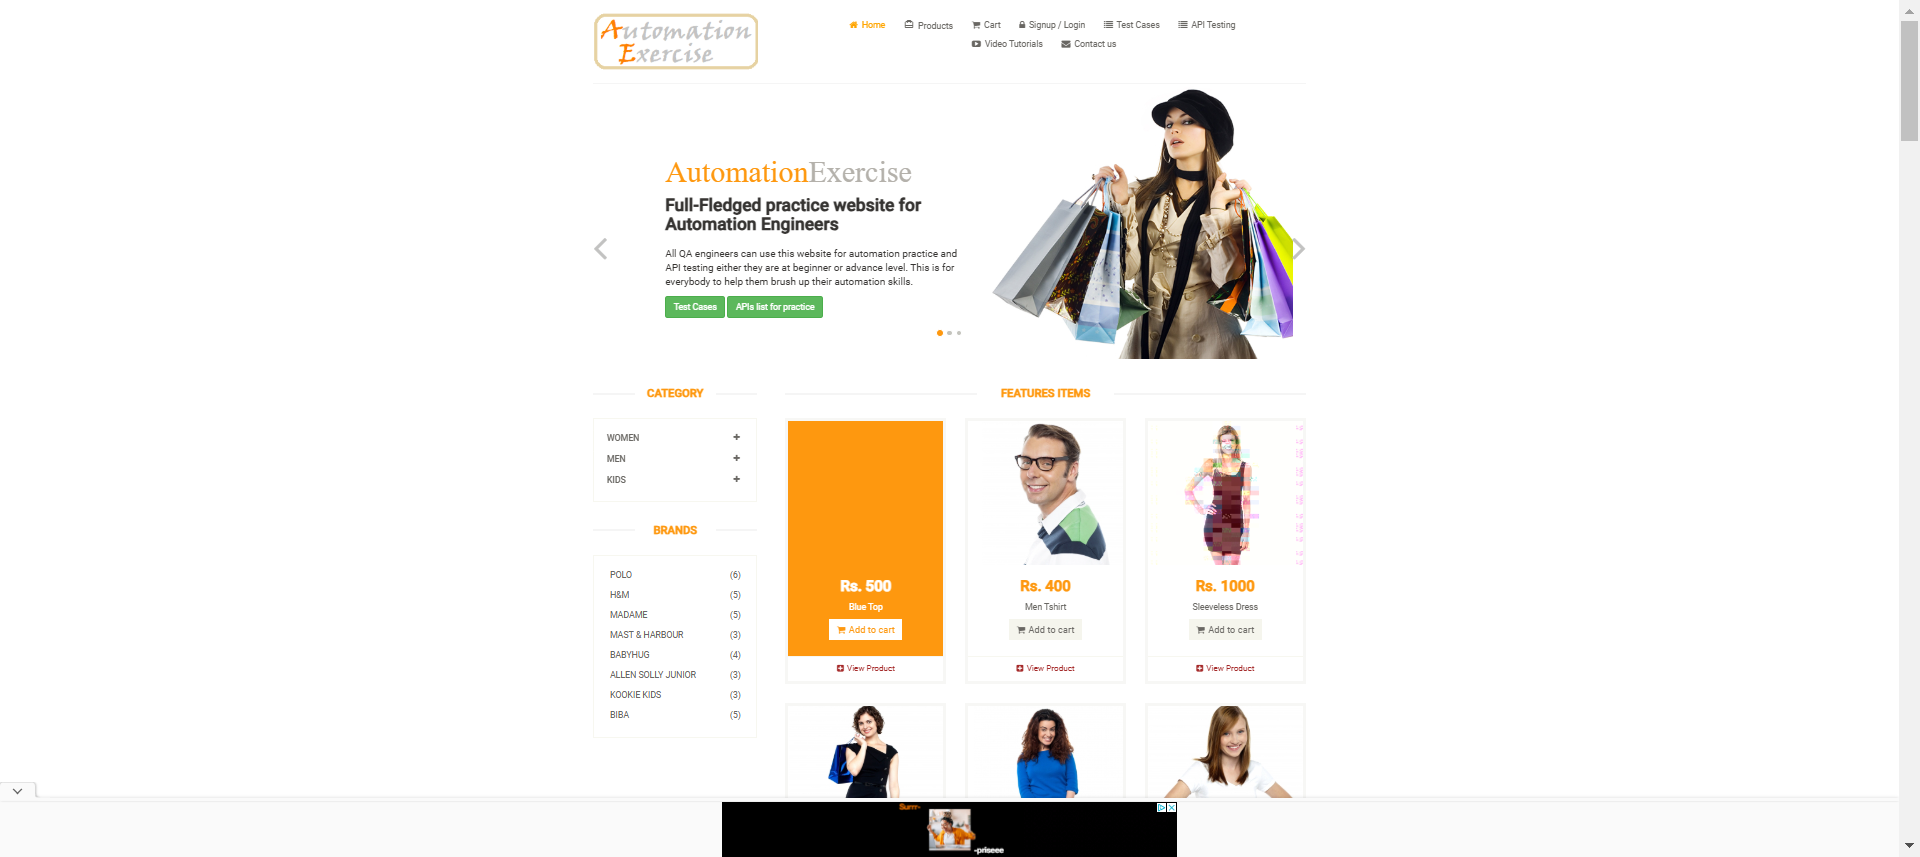 Automation
Exercise
Home
Products
Cart
Signup / Login
Test Cases
API Testing
Video Tutorials
Contact us
AutomationExercise
Full-Fledged practice website for
Automation Engineers
All QA engineers can use this website for automation practice and
API testing either they are at beginner or advance level. This is for
everybody to help them brush up their automation skills.
Test Cases
APIs list for practice
CATEGORY
WOMEN
MEN
KIDS
BRANDS
POLO (6)
H&M (5)
MADAME (5)
MAST & HARBOUR (3)
BABYHUG (4)
ALLEN SOLLY JUNIOR (3)
KOOKIE KIDS (3)
BIBA (5)
FEATURES ITEMS
Rs. 500
Blue Top
Add to cart
View Product
Rs. 400
Men Tshirt
Add to cart
View Product
Rs. 1000
Sleeveless Dress
Add to cart
View Product
Surrr-
-priseee